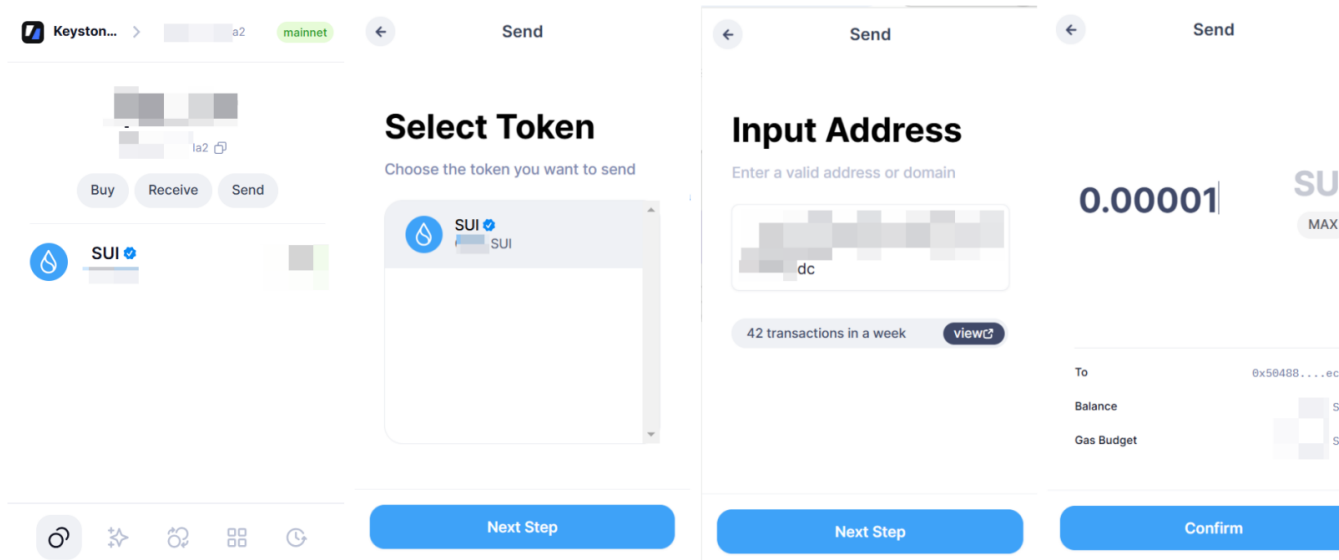 Keyston...
a2
mainnet
la2
Buy
Receive
Send
SUI
Send
Select Token
Choose the token you want to send
SUI
SUI
Next Step
Send
Input Address
Enter a valid address or domain
dc
42 transactions in a week
view
Next Step
Send
0.00001
SU
MAX
To
0x50488....ec
Balance
S
Gas Budget
S
Confirm